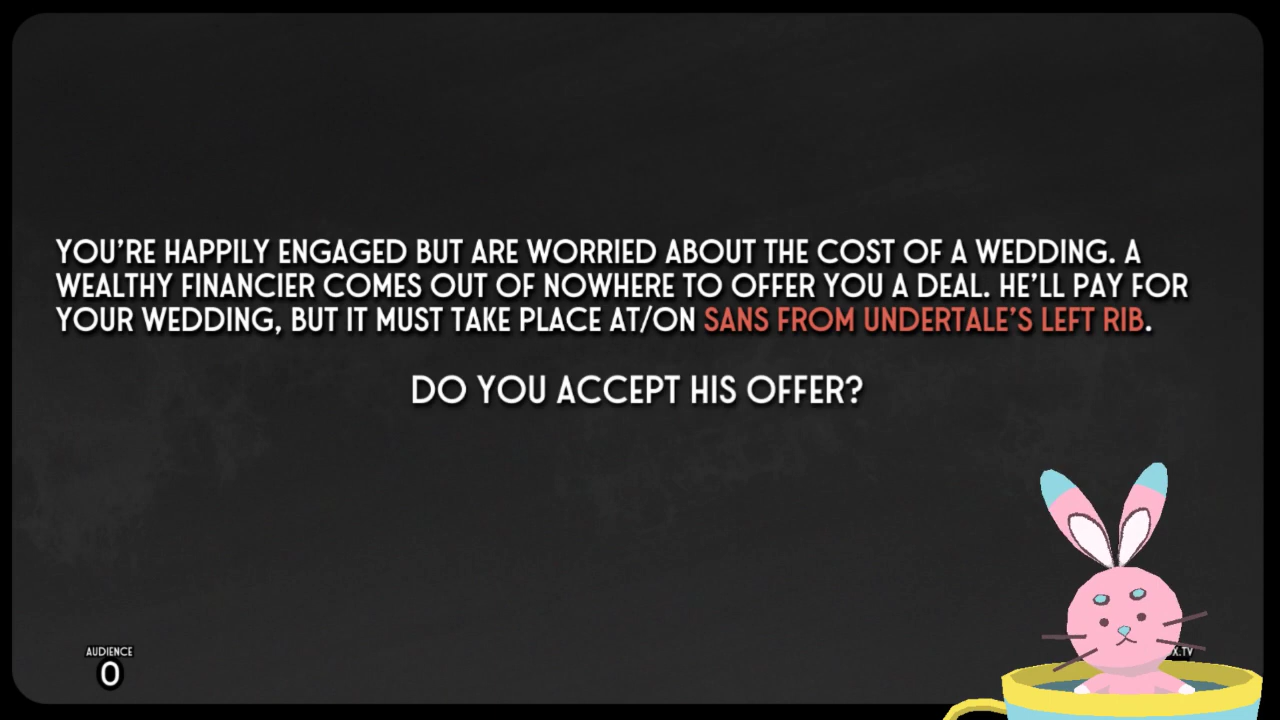 YOU'RE HAPPILY ENGAGED BUT ARE WORRIED ABOUT THE COST OF A WEDDING. A
WEALTHY FINANCIER COMES OUT OF NOWHERE TO OFFER YOU A DEAL. HE'LL PAY FOR
YOUR WEDDING, BUT IT MUST TAKE PLACE AT/ON SANS FROM UNDERTALE'S LEFT RIB.
DO YOU ACCEPT HIS OFFER?
AUDIENCE
0
X.TV